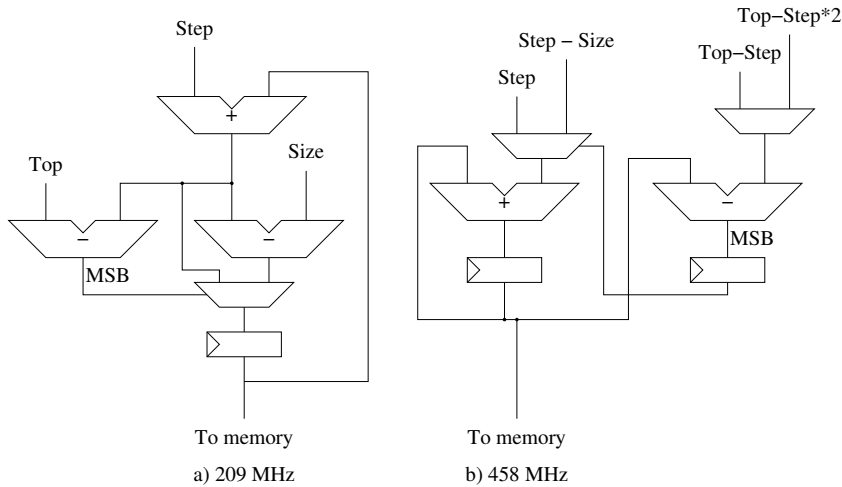 Step
+
Top
Size
−
−
MSB
To memory
a) 209 MHz
Top−Step*2
Step − Size
Top−Step
Step
+
−
MSB
To memory
b) 458 MHz